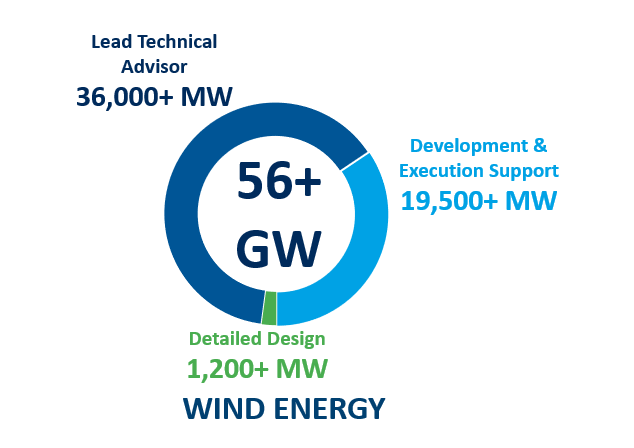 Lead Technical
Advisor
36,000+ MW
Development &
Execution Support
19,500+ MW
56+
GW
Detailed Design
1,200+ MW
WIND ENERGY